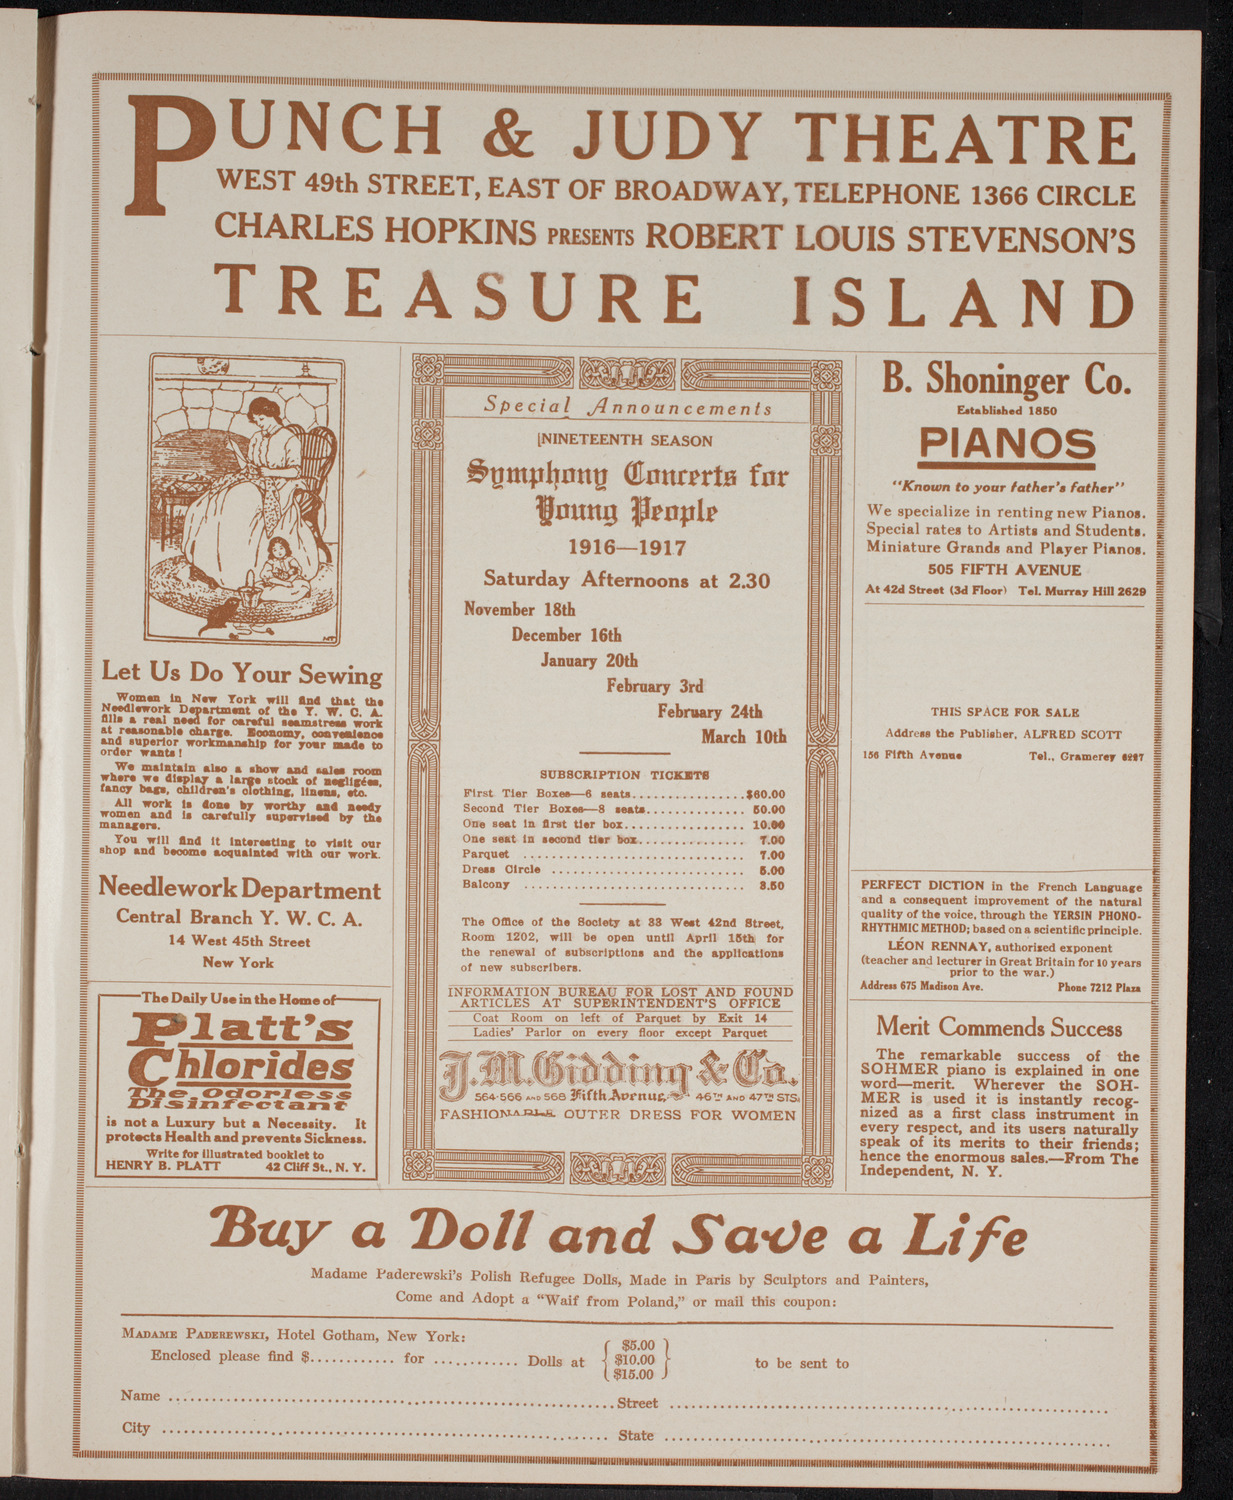 PUNCH & JUDY THEATRE
WEST 49th STREET, EAST OF BROADWAY, TELEPHONE 1366 CIRCLE
CHARLES HOPKINS PRESENTS ROBERT LOUIS STEVENSON'S
TREASURE ISLAND
NT
Let Us Do Your Sewing
Women in New York will find that the
Needlework Department of the Y. W. C. A.
fills a real need for careful seamstress work
at reasonable charge. Economy, convenience
and superior workmanship for your made to
order wants!
We maintain also a show and sales room
where we display a large stock of negligées,
fancy bags, children's clothing, linens, etc.
All work is done by worthy and needy
women and is carefully supervised by the
managers.
You will find it interesting to visit our
shop and become acquainted with our work.
Needlework Department
Central Branch Y. W. C. A.
14 West 45th Street
New York
The Daily Use in the Home of
Platt's
Chlorides
The Odorless
Disinfectant
is not a Luxury but a Necessity. It
protects Health and prevents Sickness.
Write for illustrated booklet to
HENRY B. PLATT 42 Cliff St., N. Y.
Special Announcements
NINETEENTH SEASON
Symphony Concerts for
Young People
1916—1917
Saturday Afternoons at 2.30
November 18th
December 16th
January 20th
February 3rd
February 24th
March 10th
SUBSCRIPTION TICKETS
First Tier Boxes—6 seats................$60.00
Second Tier Boxes—8 seats............... 50.00
One seat in first tier box................ 10.00
One seat in second tier box.............. 7.00
Parquet ............................. 7.00
Dress Circle ......................... 5.00
Balcony ............................. 3.50
The Office of the Society at 33 West 42nd Street,
Room 1202, will be open until April 15th for
the renewal of subscriptions and the applications
of new subscribers.
INFORMATION BUREAU FOR LOST AND FOUND
ARTICLES AT SUPERINTENDENT'S OFFICE
Coat Room on left of Parquet by Exit 14
Ladies' Parlor on every floor except Parquet
J. M. Gidding & Co.
564-566 AND 568 Fifth Avenue, 46TH AND 47TH STS.
FASHIONABLE OUTER DRESS FOR WOMEN
B. Shoninger Co.
Established 1850
PIANOS
"Known to your father's father"
We specialize in renting new Pianos.
Special rates to Artists and Students.
Miniature Grands and Player Pianos.
505 FIFTH AVENUE
At 42d Street (3d Floor) Tel. Murray Hill 2629
THIS SPACE FOR SALE
Address the Publisher, ALFRED SCOTT
156 Fifth Avenue Tel., Gramercy
PERFECT DICTION in the French Language
and a consequent improvement of the natural
quality of the voice, through the YERSIN PHONO-
RHYTHMIC METHOD; based on a scientific principle.
LÉON RENNAY, authorized exponent
(teacher and lecturer in Great Britain for 10 years
prior to the war.)
Address 675 Madison Ave. Phone 7212 Plaza
Merit Commends Success
The remarkable success of the
SOHMER piano is explained in one
word—merit. Wherever the SOH-
MER is used it is instantly recog-
nized as a first class instrument in
every respect, and its users naturally
speak of its merits to their friends;
hence the enormous sales.—From The
Independent, N. Y.
Buy a Doll and Save a Life
Madame Paderewski's Polish Refugee Dolls, Made in Paris by Sculptors and Painters,
Come and Adopt a "Waif from Poland," or mail this coupon:
MADAME PADEREWSKI, Hotel Gotham, New York:
Enclosed please find $............ for ............ Dolls at { $5.00 $10.00 $15.00 } to be sent to
Name .................................................... Street ....................................................
City .................................................... State ....................................................